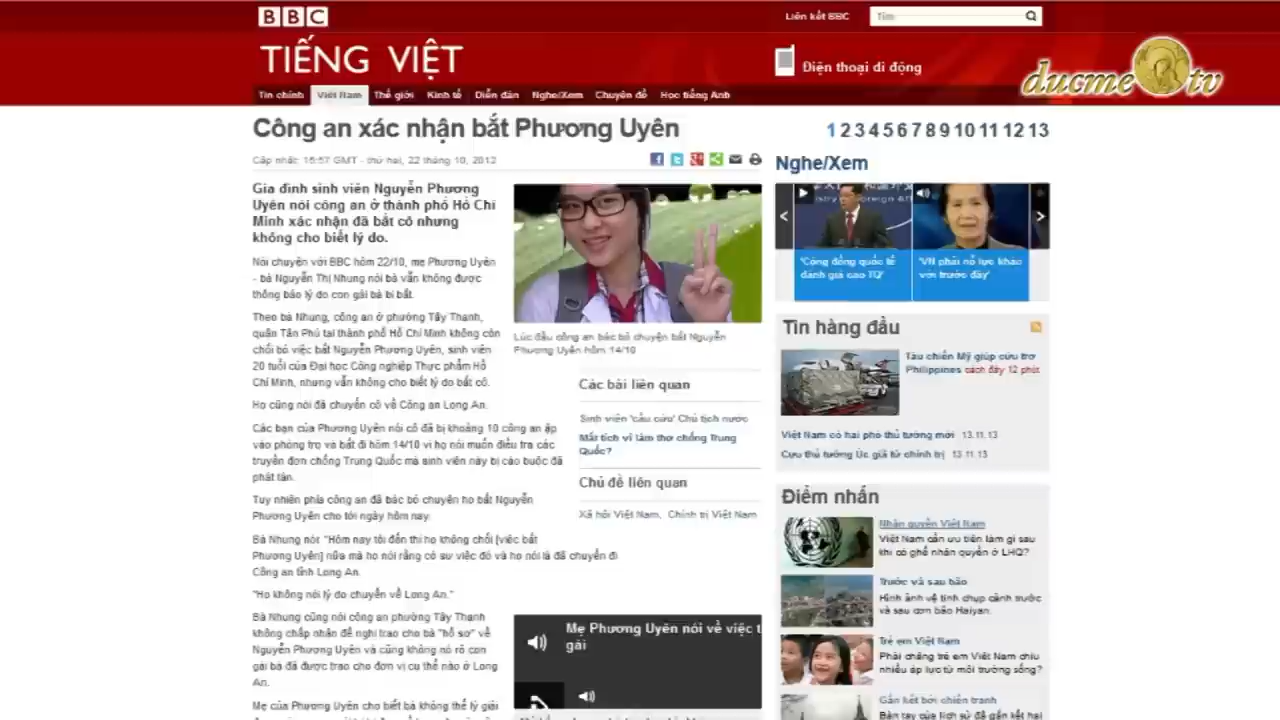 BBC
Liên kết BBC
Tìm
TIẾNG VIỆT
Điện thoại di động
ducme tv
Tin chính Việt Nam Thế giới Kinh tế Diễn đàn Nghe/Xem Chuyên đề Học tiếng Anh
Công an xác nhận bắt Phương Uyên
Cập nhật: 16:57 GMT - thứ hai, 22 tháng 10, 2012
Gia đình sinh viên Nguyễn Phương
Uyên nói công an ở thành phố Hồ Chí
Minh xác nhận đã bắt cô nhưng
không cho biết lý do.
Nói chuyện với BBC hôm 22/10, mẹ Phương Uyên
- bà Nguyễn Thị Nhung nói bà vẫn không được
thông báo lý do con gái bà bị bắt.
Theo bà Nhung, công an ở phường Tây Thạnh,
quận Tân Phú tại thành phố Hồ Chí Minh không còn
chối bỏ việc bắt Nguyễn Phương Uyên, sinh viên
20 tuổi của Đại học Công nghiệp Thực phẩm Hồ
Chí Minh, nhưng vẫn không cho biết lý do bắt cô.
Họ cũng nói đã chuyển cô về Công an Long An.
Các bạn của Phương Uyên nói cô đã bị khoảng 10 công an ập
vào phòng trọ và bắt đi hôm 14/10 vì họ nói muốn điều tra các
truyền đơn chống Trung Quốc mà sinh viên này bị cáo buộc đã
phát tán.
Tuy nhiên phía công an đã bác bỏ chuyện họ bắt Nguyễn
Phương Uyên cho tới ngày hôm nay.
Bà Nhung nói: "Hôm nay tôi đến thì họ không chối [việc bắt
Phương Uyên] nữa mà họ nói rằng có sự việc đó và họ nói là đã chuyển đi
Công an tỉnh Long An.
"Họ không nói lý do chuyển về Long An."
Bà Nhung cũng nói công an phường Tây Thạnh
không chấp nhận đề nghị trao cho bà "hồ sơ" về
Nguyễn Phương Uyên và cũng không nó rõ con
gái bà đã được trao cho đơn vị cụ thể nào ở Long
An.
Mẹ của Phương Uyên cho biết bà không thể lý giải
Lúc đầu công an bác bỏ chuyện bắt Nguyễn
Phương Uyên hôm 14/10
Các bài liên quan
Sinh viên 'cầu cứu' Chủ tịch nước
Mất tích vì làm thơ chống Trung
Quốc?
Chủ đề liên quan
Xã hội Việt Nam, Chính trị Việt Nam
Mẹ Phương Uyên nói về việc t
gái
1 2 3 4 5 6 7 8 9 10 11 12 13
Nghe/Xem
'Cộng đồng quốc tế
đánh giá cao TQ'
'VN phải nỗ lực khác
với trước đây'
Tin hàng đầu
Tàu chiến Mỹ giúp cứu trợ
Philippines cách đây 12 phút
Việt Nam có hai phó thủ tướng mới 13.11.13
Cựu thủ tướng Úc giã từ chính trị 13.11.13
Điểm nhấn
Nhân quyền Việt Nam
Việt Nam cần ưu tiên làm gì sau
khi có ghế nhân quyền ở LHQ?
Trước và sau bão
Hình ảnh vệ tinh chụp cảnh trước
và sau cơn bão Haiyan.
Trẻ em Việt Nam
Phải chăng trẻ em Việt Nam chịu
nhiều áp lực từ môi trường sống?
Gắn kết bởi chiến tranh
Bàn tay của lịch sử đã gắn kết hai